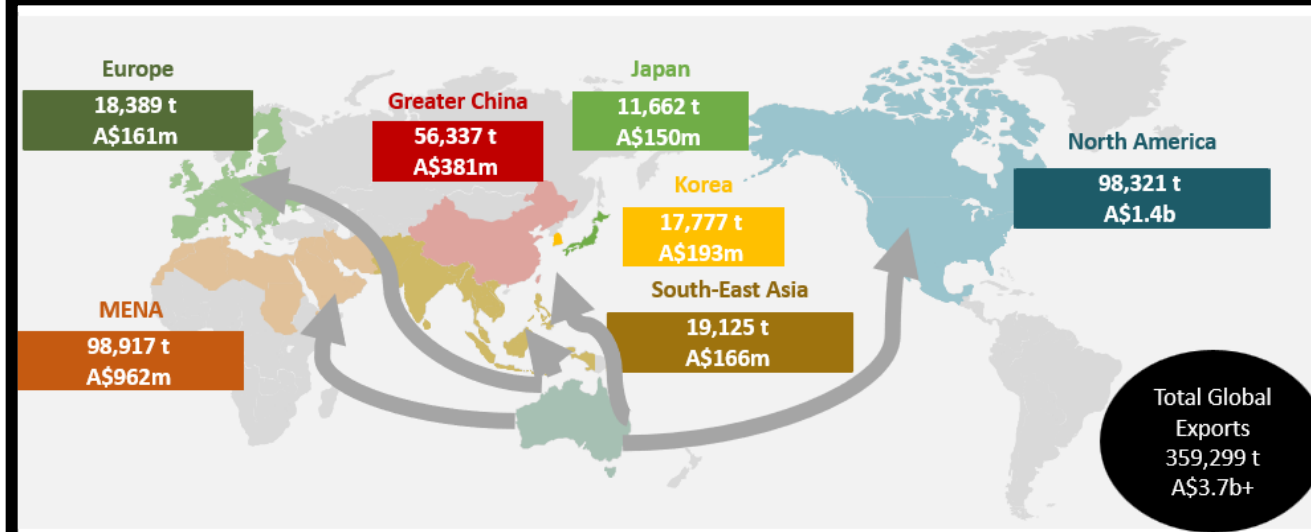 Europe
18,389 t
A$161m
Greater China
56,337 t
A$381m
Japan
11,662 t
A$150m
Korea
17,777 t
A$193m
North America
98,321 t
A$1.4b
MENA
98,917 t
A$962m
South-East Asia
19,125 t
A$166m
Total Global
Exports
359,299 t
A$3.7b+